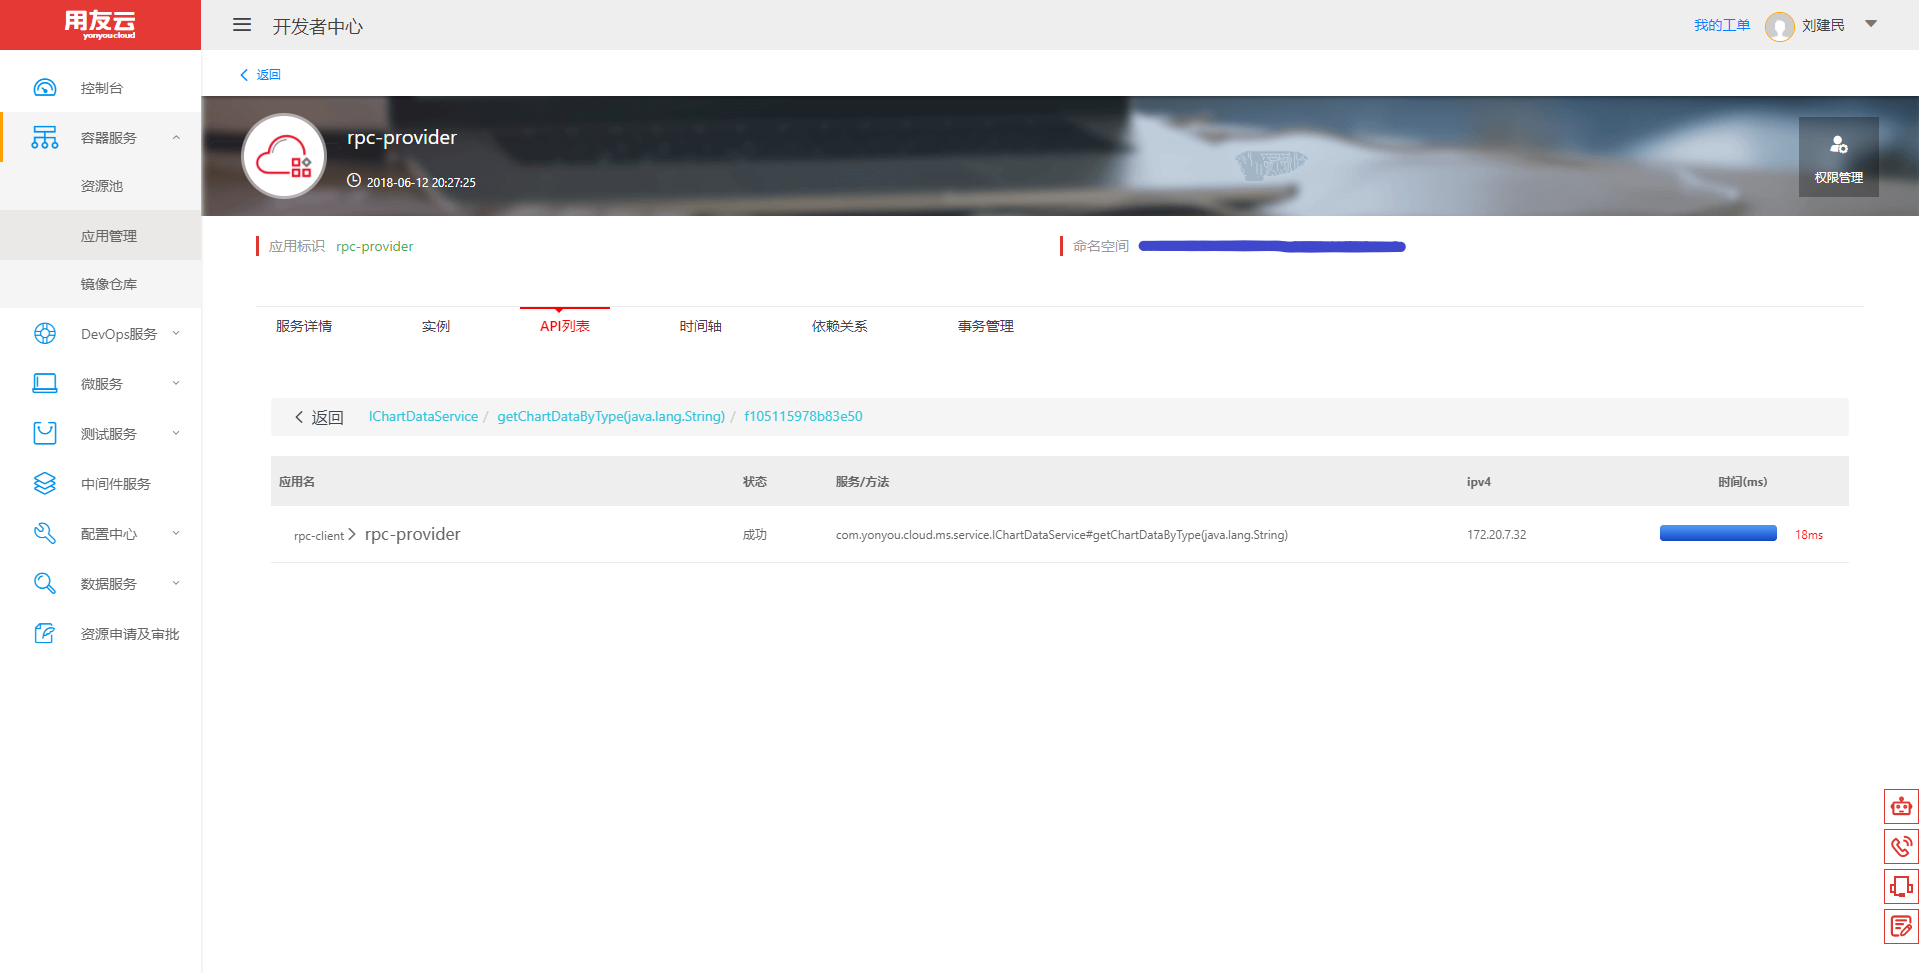 用友云
yonyoucloud
开发者中心
我的工单
刘建民
控制台
容器服务
资源池
应用管理
镜像仓库
DevOps服务
微服务
测试服务
中间件服务
配置中心
数据服务
资源申请及审批
返回
rpc-provider
2018-06-12 20:27:25
权限管理
应用标识 rpc-provider
命名空间
服务详情 实例 API列表 时间轴 依赖关系 事务管理
返回 IChartDataService / getChartDataByType(java.lang.String) / f105115978b83e50
应用名 状态 服务/方法 ipv4 时间(ms)
rpc-client rpc-provider 成功 com.yonyou.cloud.ms.service.IChartDataService#getChartDataByType(java.lang.String) 172.20.7.32 18ms